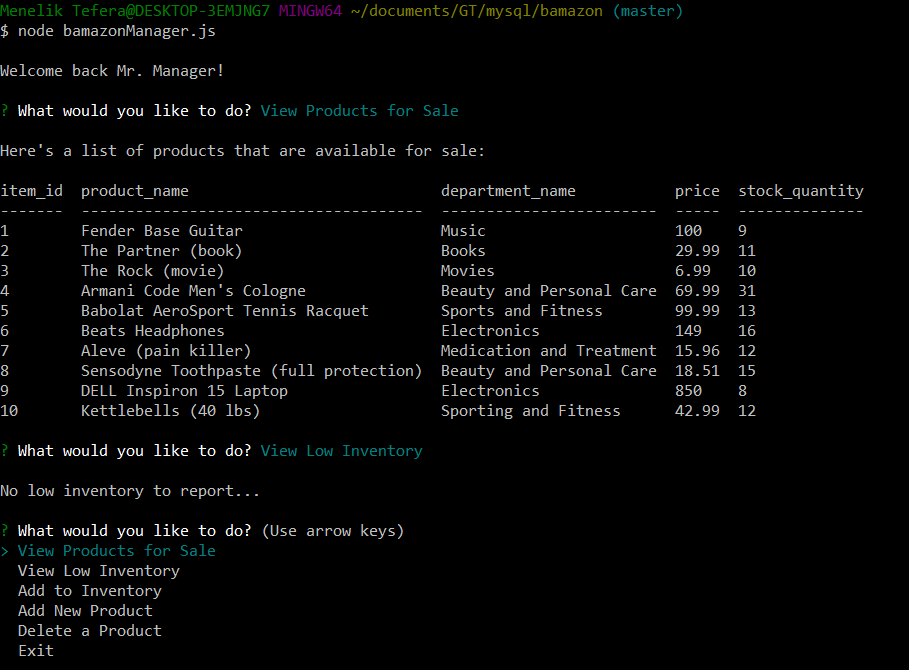 Menelik Tefera@DESKTOP-3EMJNG7 MINGW64 ~/documents/GT/mysql/bamazon (master)
$ node bamazonManager.js
Welcome back Mr. Manager!
? What would you like to do? View Products for Sale
Here's a list of products that are available for sale:
item_id  product_name                            department_name            price  stock_quantity
-------  --------------------------------------  ------------------------  -----  --------------
1        Fender Base Guitar                      Music                     100    9
2        The Partner (book)                      Books                     29.99  11
3        The Rock (movie)                        Movies                    6.99   10
4        Armani Code Men's Cologne               Beauty and Personal Care  69.99  31
5        Babolat AeroSport Tennis Racquet        Sports and Fitness        99.99  13
6        Beats Headphones                        Electronics               149    16
7        Aleve (pain killer)                     Medication and Treatment  15.96  12
8        Sensodyne Toothpaste (full protection)  Beauty and Personal Care  18.51  15
9        DELL Inspiron 15 Laptop                 Electronics               850    8
10       Kettlebells (40 lbs)                    Sporting and Fitness      42.99  12
? What would you like to do? View Low Inventory
No low inventory to report...
? What would you like to do? (Use arrow keys)
> View Products for Sale
  View Low Inventory
  Add to Inventory
  Add New Product
  Delete a Product
  Exit